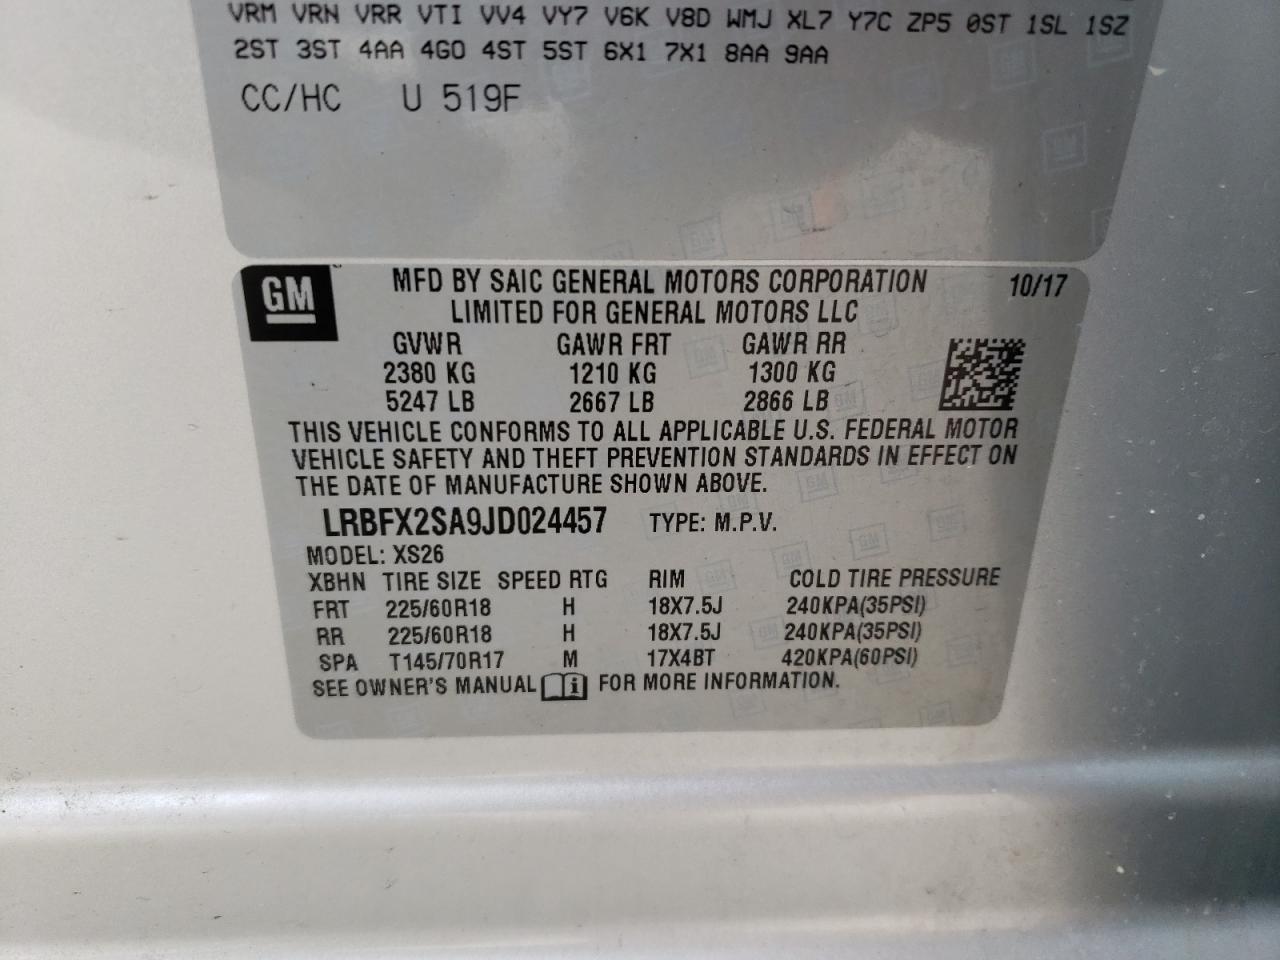 VRM VRN VRR VTI VV4 VY7 V6K V8D WMJ XL7 Y7C ZP5 0ST 1SL 1SZ
2ST 3ST 4AA 4GO 4ST 5ST 6X1 7X1 8AA 9AA
CC/HC U 519F
GM MFD BY SAIC GENERAL MOTORS CORPORATION 10/17
LIMITED FOR GENERAL MOTORS LLC
GVWR GAWR FRT GAWR RR
2380 KG 1210 KG 1300 KG
5247 LB 2667 LB 2866 LB
THIS VEHICLE CONFORMS TO ALL APPLICABLE U.S. FEDERAL MOTOR
VEHICLE SAFETY AND THEFT PREVENTION STANDARDS IN EFFECT ON
THE DATE OF MANUFACTURE SHOWN ABOVE.
LRBFX2SA9JD024457 TYPE: M.P.V.
MODEL: XS26
XBHN TIRE SIZE SPEED RTG RIM COLD TIRE PRESSURE
FRT 225/60R18 H 18X7.5J 240KPA(35PSI)
RR 225/60R18 H 18X7.5J 240KPA(35PSI)
SPA T145/70R17 M 17X4BT 420KPA(60PSI)
SEE OWNER'S MANUAL FOR MORE INFORMATION.